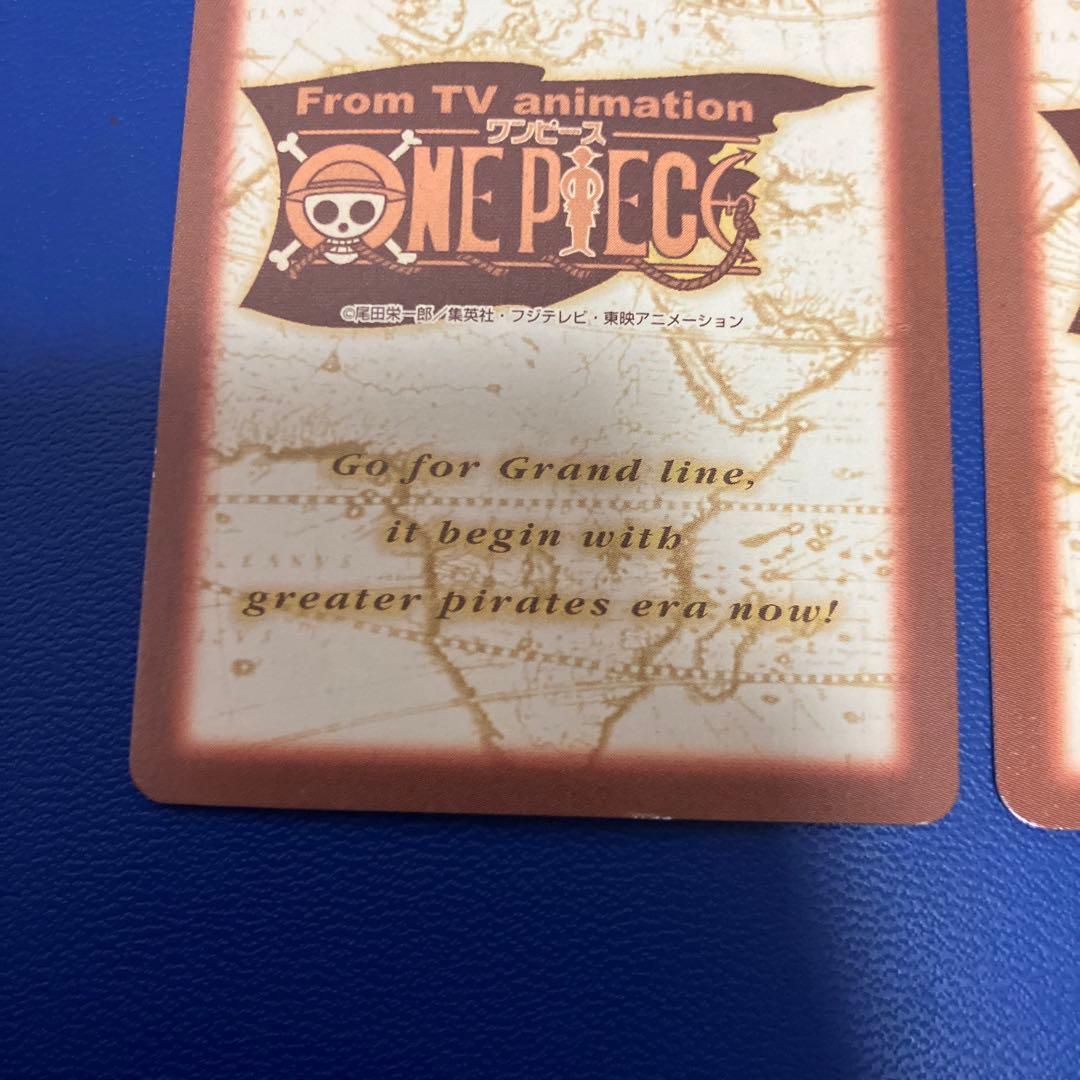 From TV animation
ワンピース
ONE PIECE
©尾田栄一郎／集英社・フジテレビ・東映アニメーション
Go for Grand line,
it begin with
greater pirates era now!